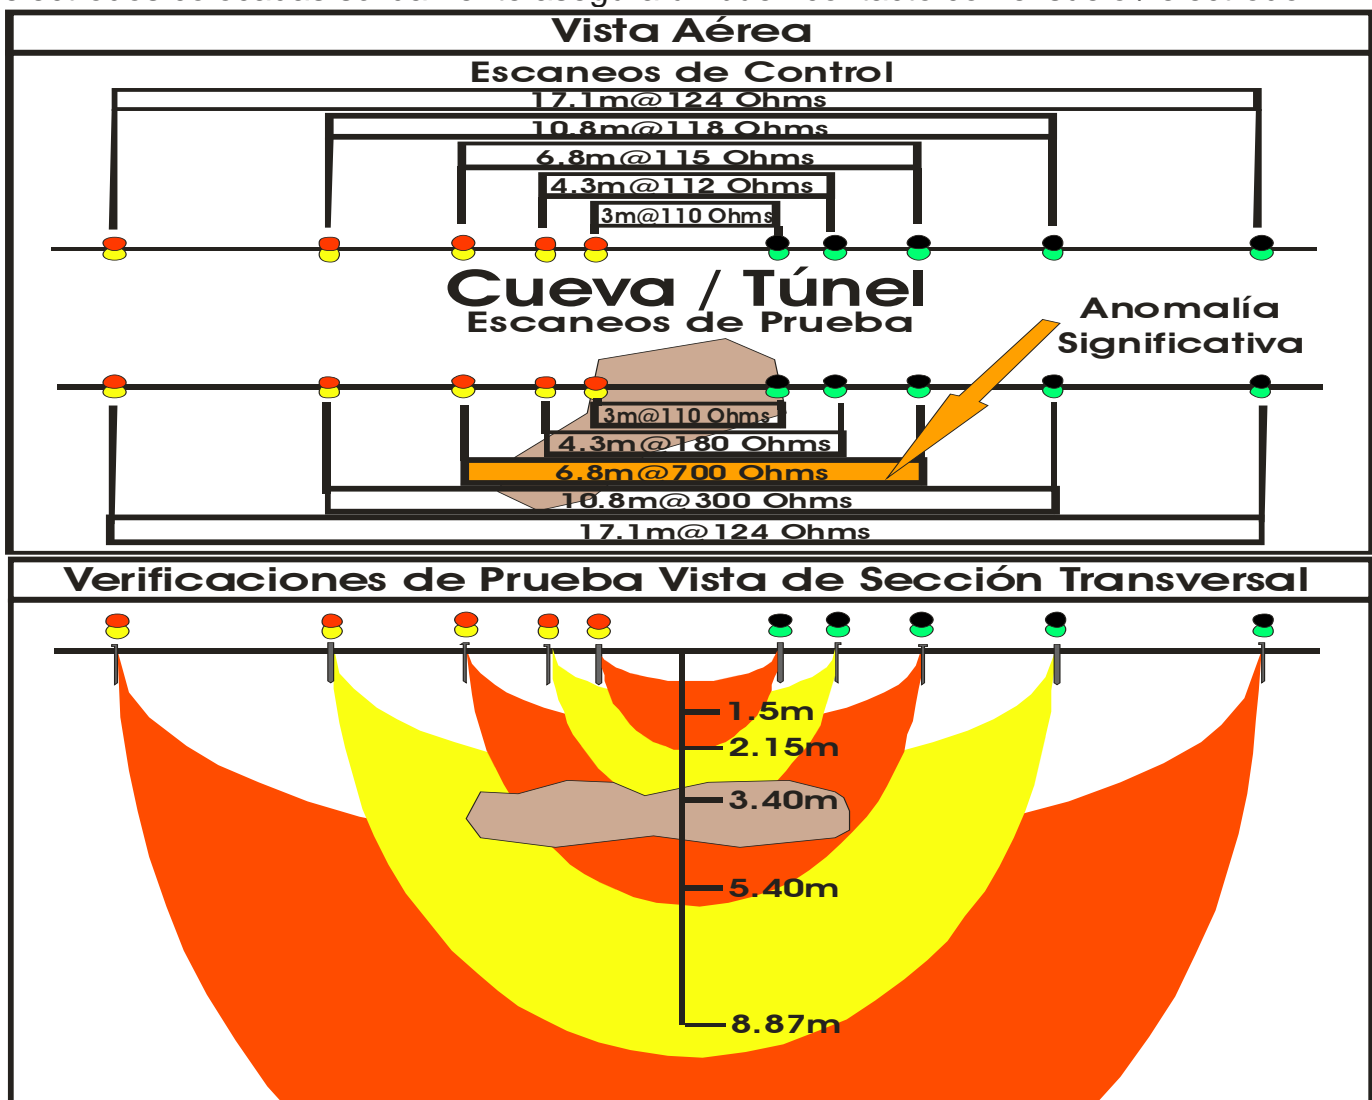 Vista Aérea
Escaneos de Control
17.1m@124 Ohms
10.8m@118 Ohms
6.8m@115 Ohms
4.3m@112 Ohms
3m@110 Ohms
Cueva / Túnel
Escaneos de Prueba
Anomalía
Significativa
3m@110 Ohms
4.3m@180 Ohms
6.8m@700 Ohms
10.8m@300 Ohms
17.1m@124 Ohms
Verificaciones de Prueba Vista de Sección Transversal
1.5m
2.15m
3.40m
5.40m
8.87m